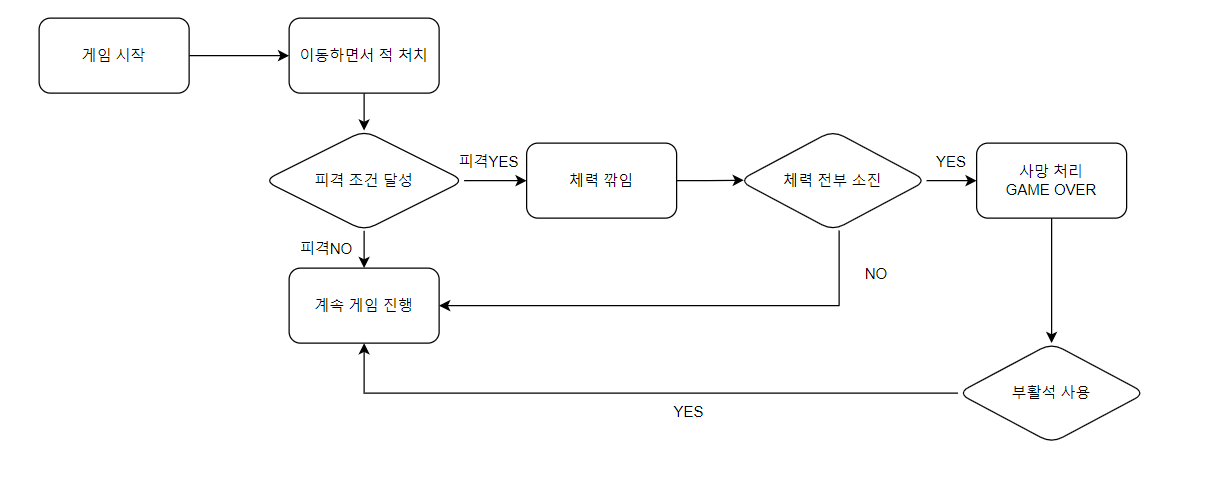 게임 시작
이동하면서 적 처치
피격 조건 달성
피격YES
체력 깎임
체력 전부 소진
YES
사망 처리
GAME OVER
피격NO
NO
계속 게임 진행
부활석 사용
YES